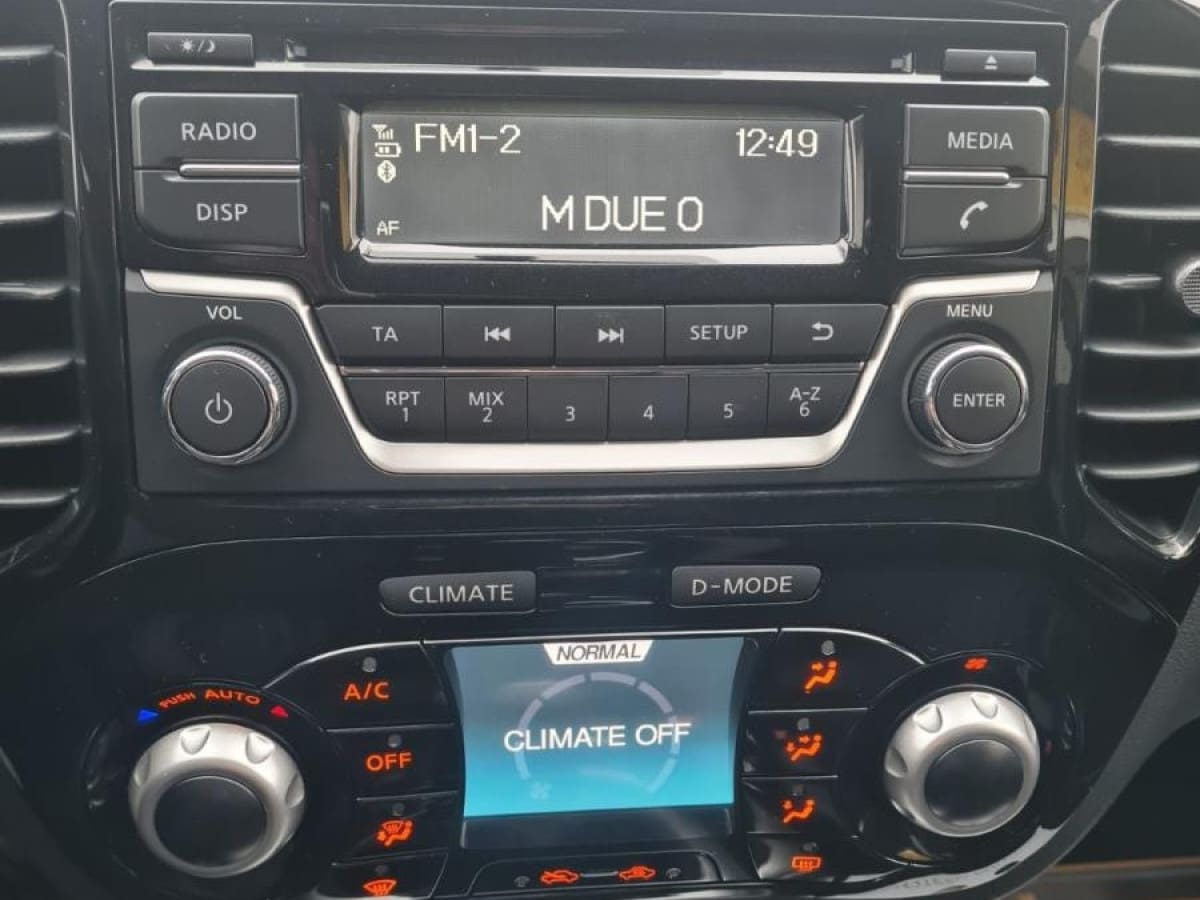 RADIO
DISP
FM1-2
12:49
M DUE O
AF
MEDIA
VOL
TA
SETUP
MENU
RPT
1
MIX
2
3
4
5
A-Z
6
ENTER
CLIMATE
D-MODE
NORMAL
CLIMATE OFF
PUSH AUTO
A/C
OFF